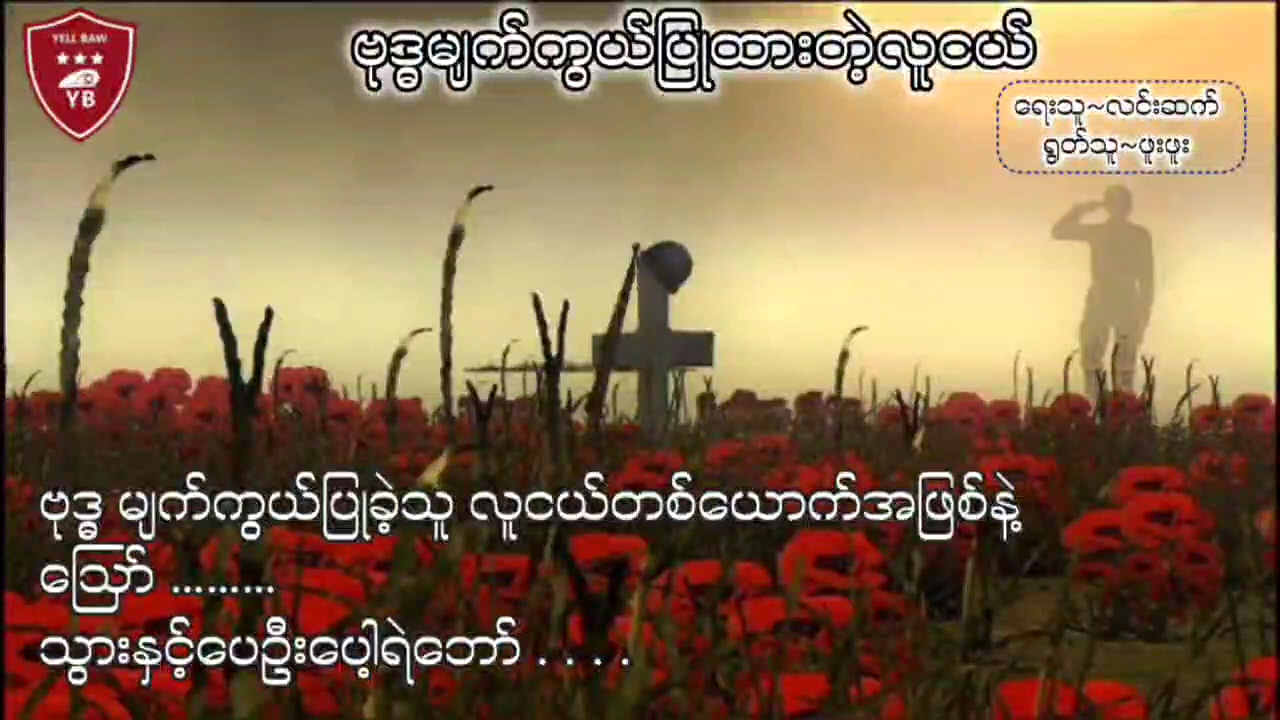 YELL BAW
YB
ဗုဒ္ဓမျက်ကွယ်ပြုထားတဲ့လူငယ်
ရေးသူ~လင်းဆက်
ရွတ်သူ~ဖူးဖူး
ဗုဒ္ဓ မျက်ကွယ်ပြုခဲ့သူ လူငယ်တစ်ယောက်အဖြစ်နဲ့
ဩော် .........
သွားနှင့်ပေဦးပေါ့ရဲဘော် . . . .